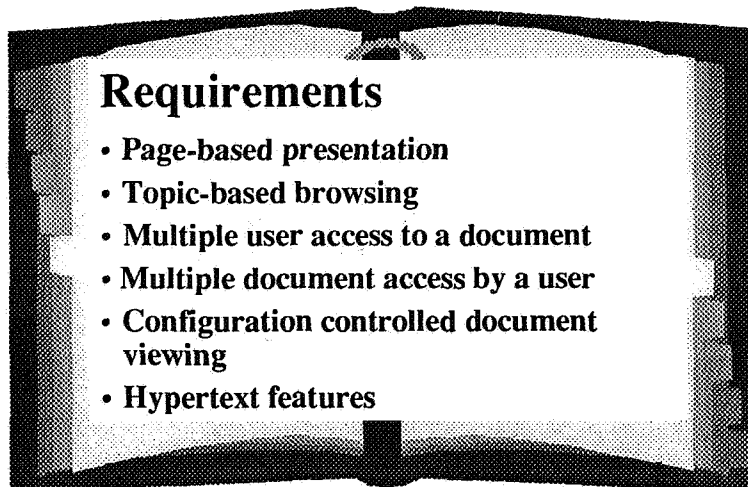 Requirements
• Page-based presentation
• Topic-based browsing
• Multiple user access to a document
• Multiple document access by a user
• Configuration controlled document
viewing
• Hypertext features